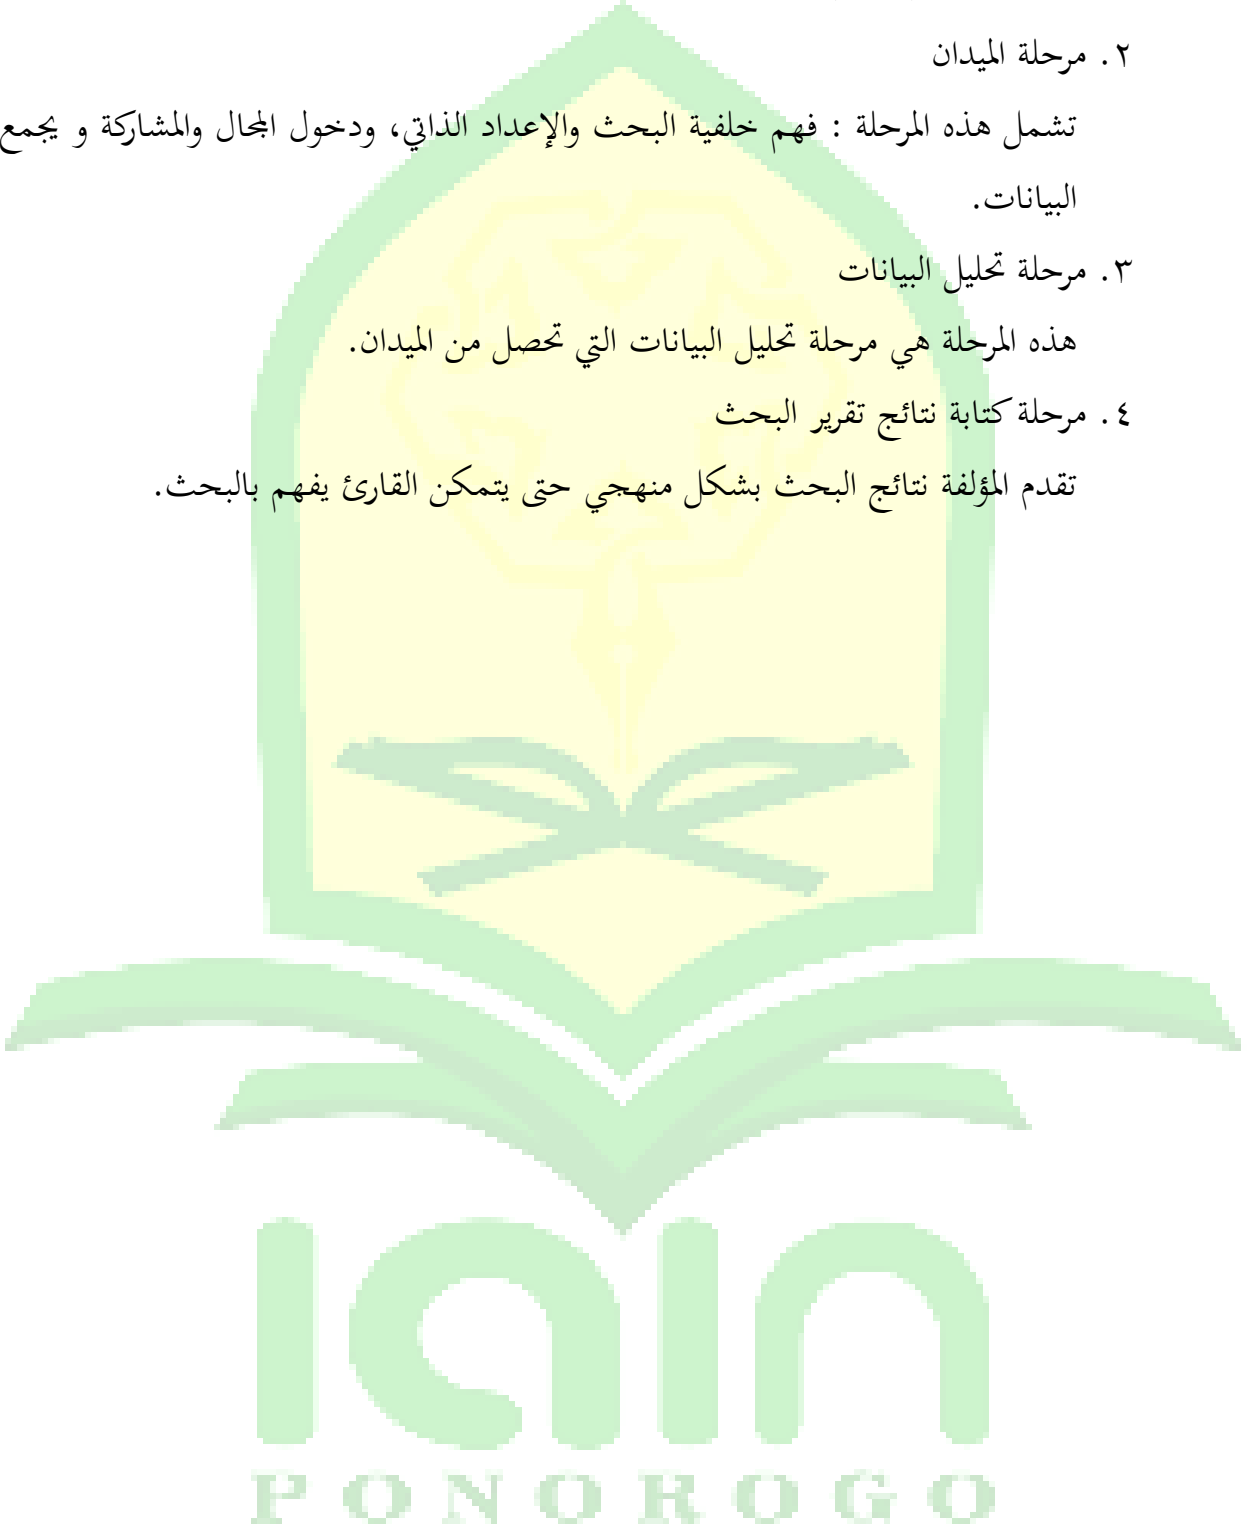 ٢. مرحلة الميدان
تشمل هذه المرحلة : فهم خلفية البحث والإعداد الذاتي، ودخول المجال والمشاركة و يجمع
البيانات.
٣. مرحلة تحليل البيانات
هذه المرحلة هي مرحلة تحليل البيانات التي تحصل من الميدان.
٤. مرحلة كتابة نتائج تقرير البحث
تقدم المؤلفة نتائج البحث بشكل منهجي حتى يتمكن القارئ يفهم بالبحث.
iain
PONOROGO